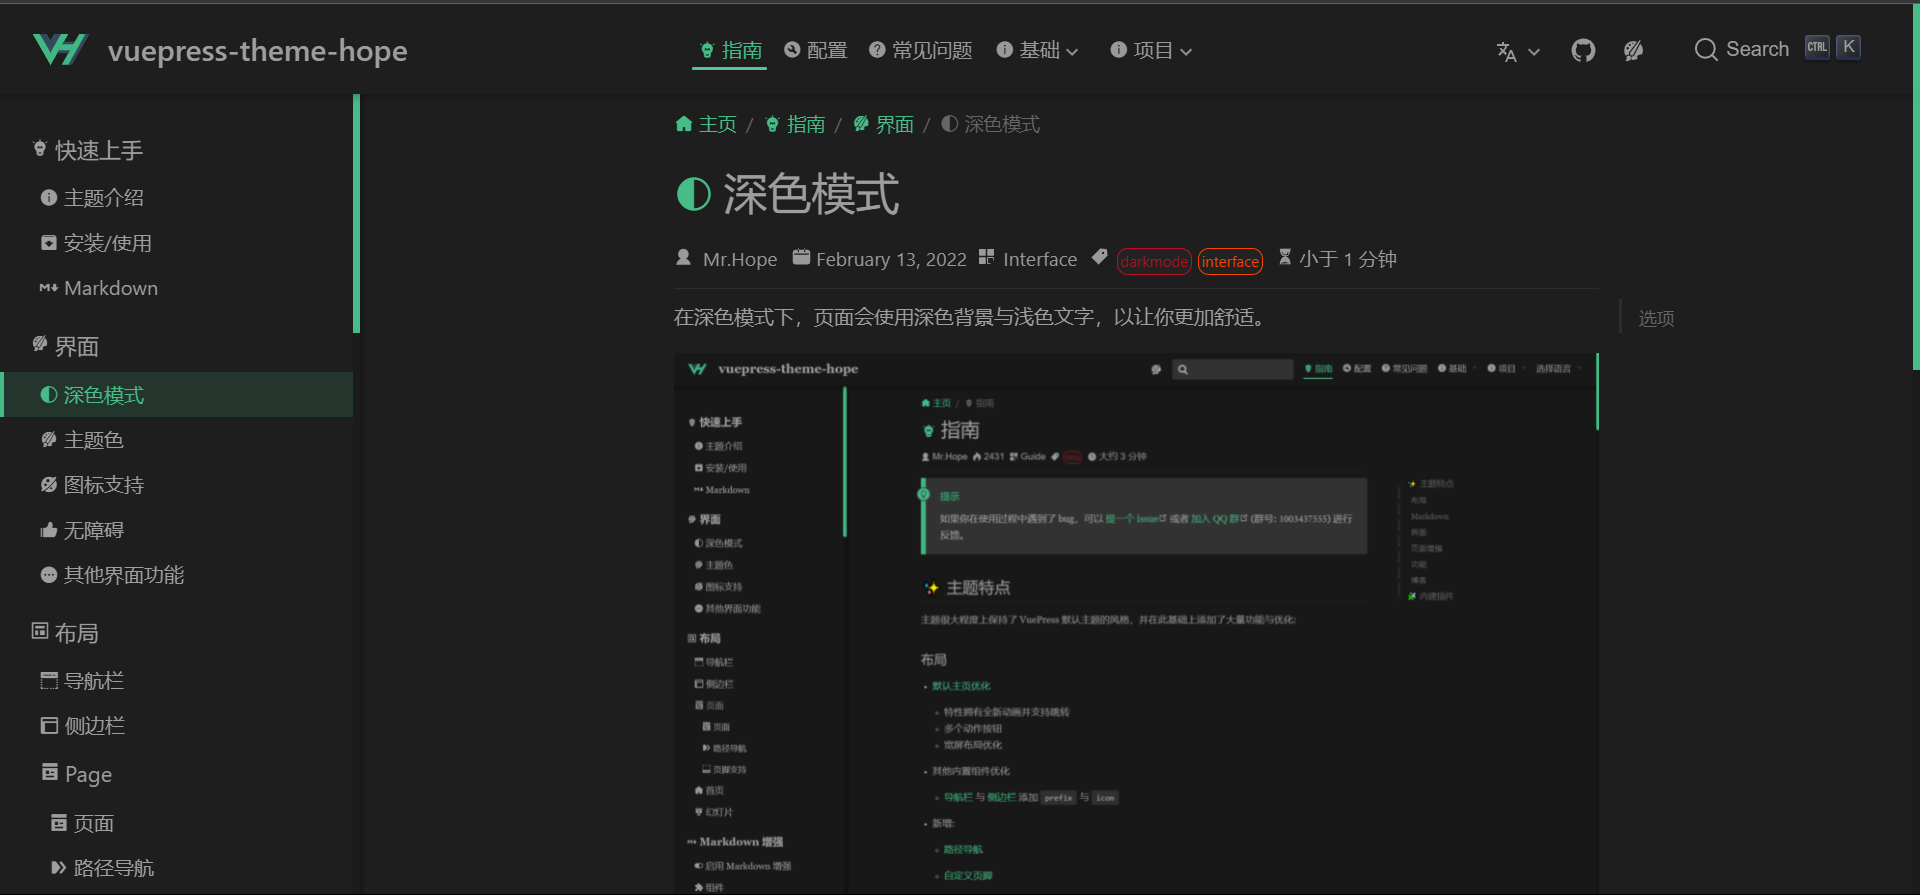 vuepress-theme-hope
指南
配置
常见问题
基础
项目
Search
CTRL K
快速上手
主题介绍
安装/使用
Markdown
界面
深色模式
主题色
图标支持
无障碍
其他界面功能
布局
导航栏
侧边栏
Page
页面
路径导航
主页 / 指南 / 界面 / 深色模式
深色模式
Mr.Hope February 13, 2022 Interface darkmode interface 小于 1 分钟
在深色模式下，页面会使用深色背景与浅色文字，以让你更加舒适。
选项
vuepress-theme-hope
指南 配置 常见问题 基础 项目 选择语言
快速上手
主题介绍
安装/使用
Markdown
界面
深色模式
主题色
图标支持
其他界面功能
布局
导航栏
侧边栏
页面
页面
路径导航
页脚支持
首页
幻灯片
Markdown 增强
启用 Markdown 增强
组件
主页 / 指南
指南
Mr.Hope 2431 Guide 大约 3 分钟
提示
如果你在使用过程中遇到了 bug，可以 提一个 issue 或者 加入 QQ 群 (群号: 1003437555) 进行
反馈。
主题特点
主题很大程度上保持了 VuePress 默认主题的风格，并在此基础上添加了大量功能与优化:
布局
默认主页优化
特性拥有全新动画并支持跳转
多个动作按钮
宽屏布局优化
其他内置组件优化
导航栏 与 侧边栏 添加 prefix 与 icon
新增:
路径导航
自定义页脚
主题特点
布局
Markdown
界面
页面增强
功能
博客
内建插件